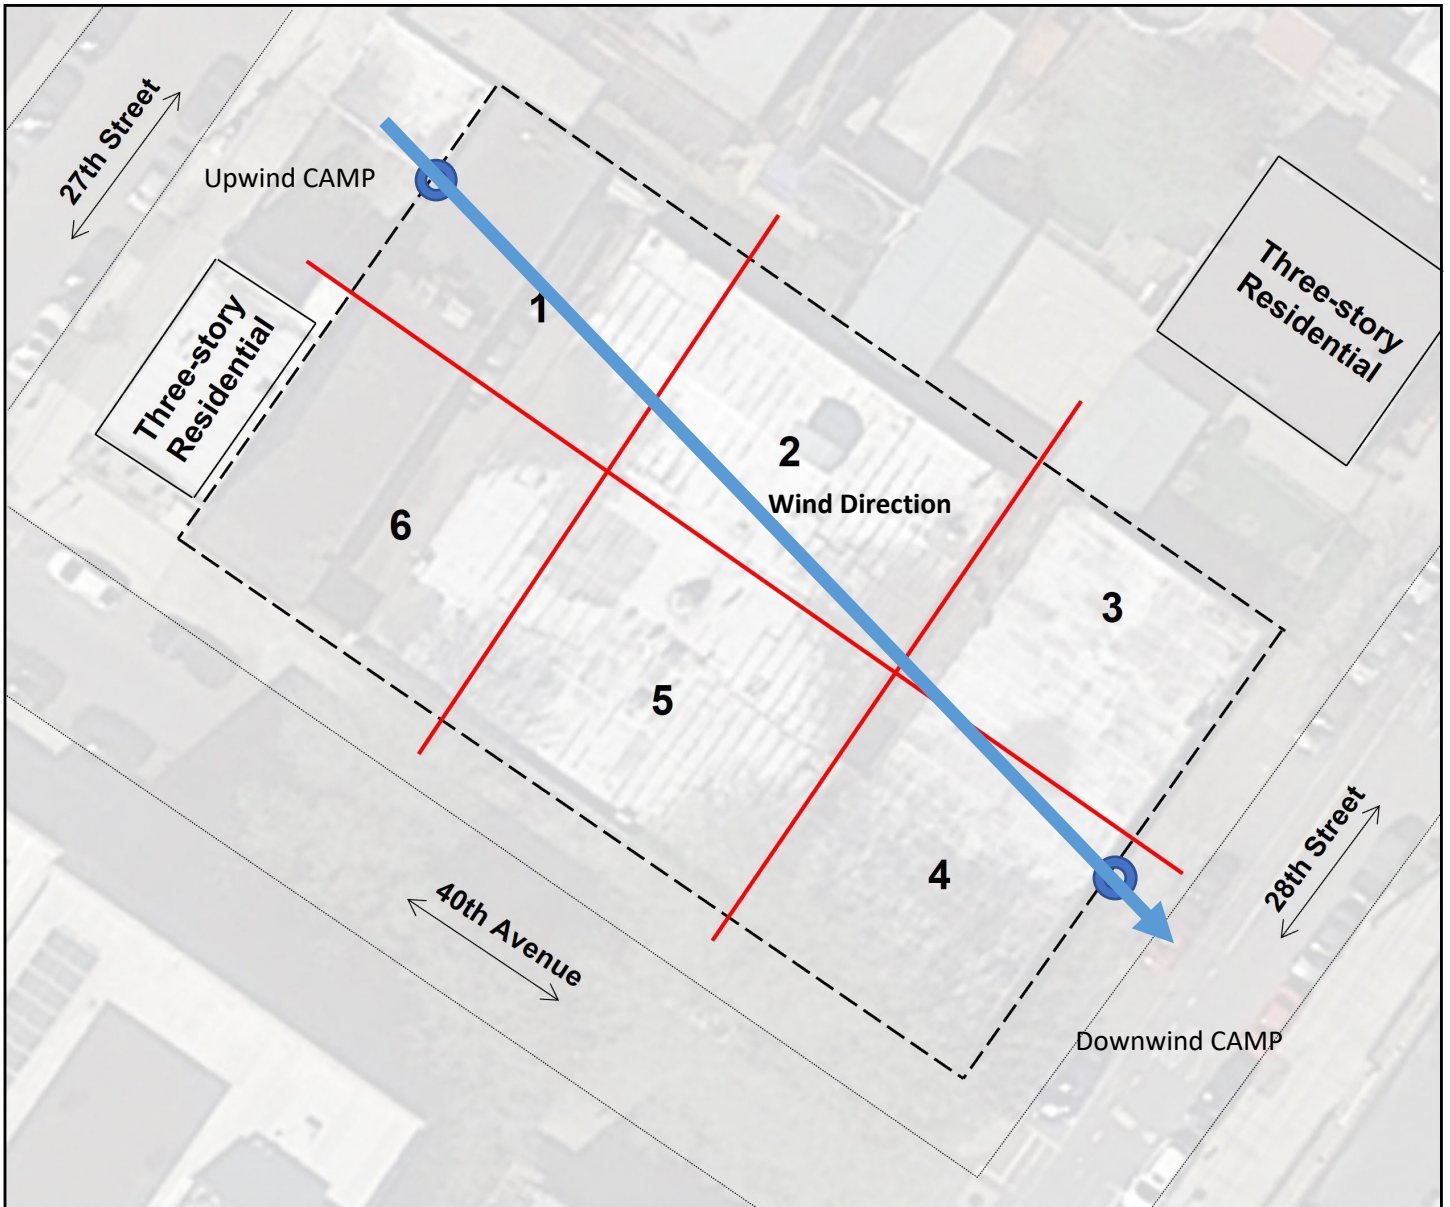 27th Street
Upwind CAMP
Three-story
Residential
Three-story
Residential
1
2
Wind Direction
3
6
5
4
40th Avenue
28th Street
Downwind CAMP